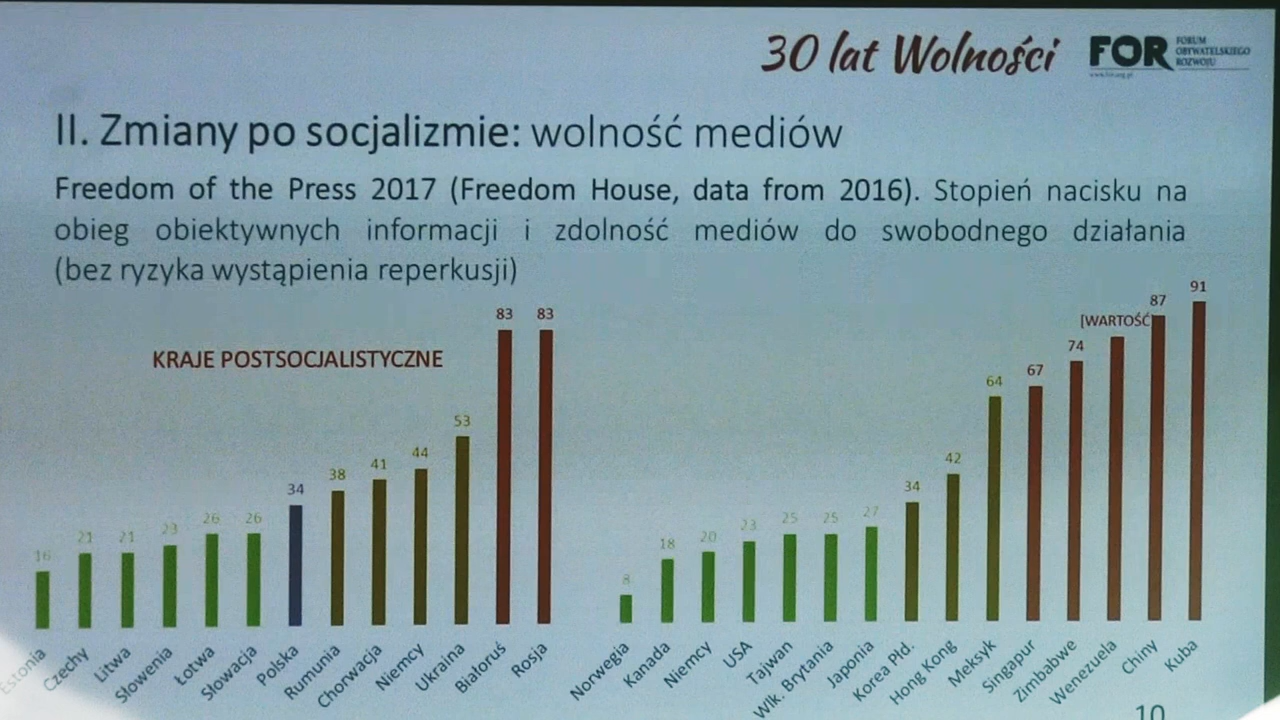 30 lat Wolności
FOR
FORUM
OBYWATELSKIEGO
ROZWOJU
www.for.org.pl
II. Zmiany po socjalizmie: wolność mediów
Freedom of the Press 2017 (Freedom House, data from 2016). Stopień nacisku na
obieg obiektywnych informacji i zdolność mediów do swobodnego działania
(bez ryzyka wystąpienia reperkusji)
KRAJE POSTSOCJALISTYCZNE
16 21 21 23 26 26 34 38 41 44 53 83 83
Estonia Czechy Litwa Słowenia Łotwa Słowacja Polska Rumunia Chorwacja Niemcy Ukraina Białoruś Rosja
8 18 20 23 25 25 27 34 42 64 67 74 [WARTOŚĆ] 87 91
Norwegia Kanada Niemcy USA Tajwan Wlk. Brytania Japonia Korea Płd. Hong Kong Meksyk Singapur Zimbabwe Wenezuela Chiny Kuba
10